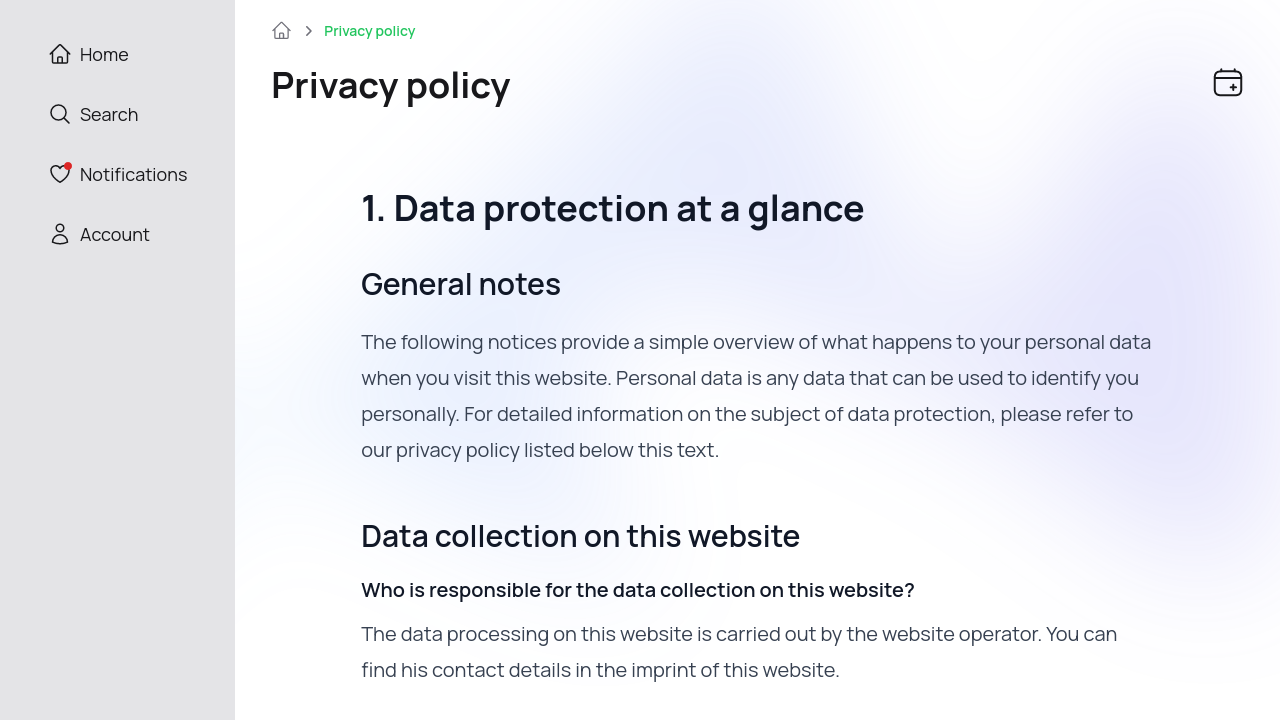 Home
Search
Notifications
Account
Privacy policy
Privacy policy
1. Data protection at a glance
General notes
The following notices provide a simple overview of what happens to your personal data
when you visit this website. Personal data is any data that can be used to identify you
personally. For detailed information on the subject of data protection, please refer to
our privacy policy listed below this text.
Data collection on this website
Who is responsible for the data collection on this website?
The data processing on this website is carried out by the website operator. You can
find his contact details in the imprint of this website.